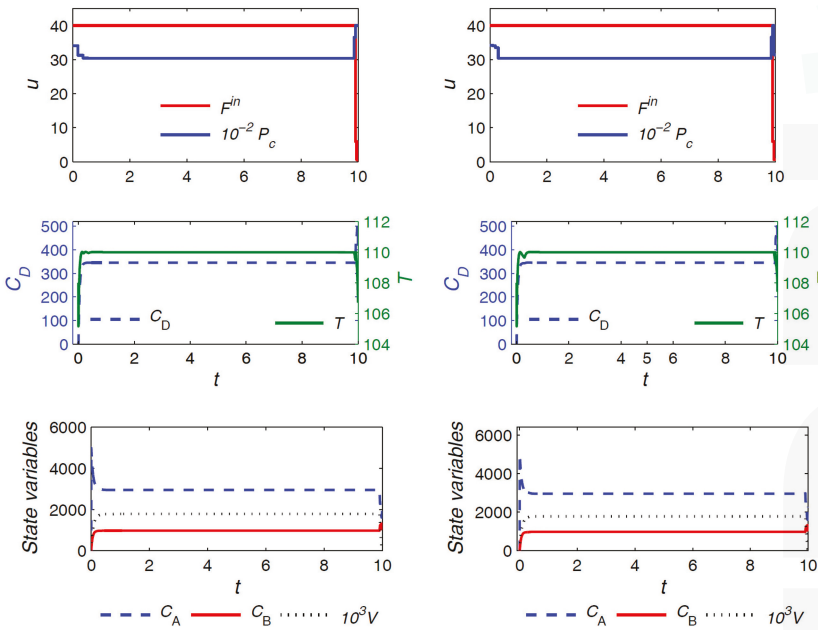 40
30
20
10
0
u
F^in
10^-2 P_c
0 2 4 6 8 10
40
30
20
10
0
u
F^in
10^-2 P_c
0 2 4 6 8 10
500
400
300
200
100
0
C_D
112
110
108
106
104
T
C_D
T
0 2 4 6 8 10
t
500
400
300
200
100
0
C_D
112
110
108
106
104
C_D
T
0 2 4 5 6 8 10
t
6000
4000
2000
0
State variables
0 2 4 6 8 10
t
C_A C_B 10^3V
6000
4000
2000
0
State variables
0 2 4 6 8 10
t
C_A C_B 10^3V